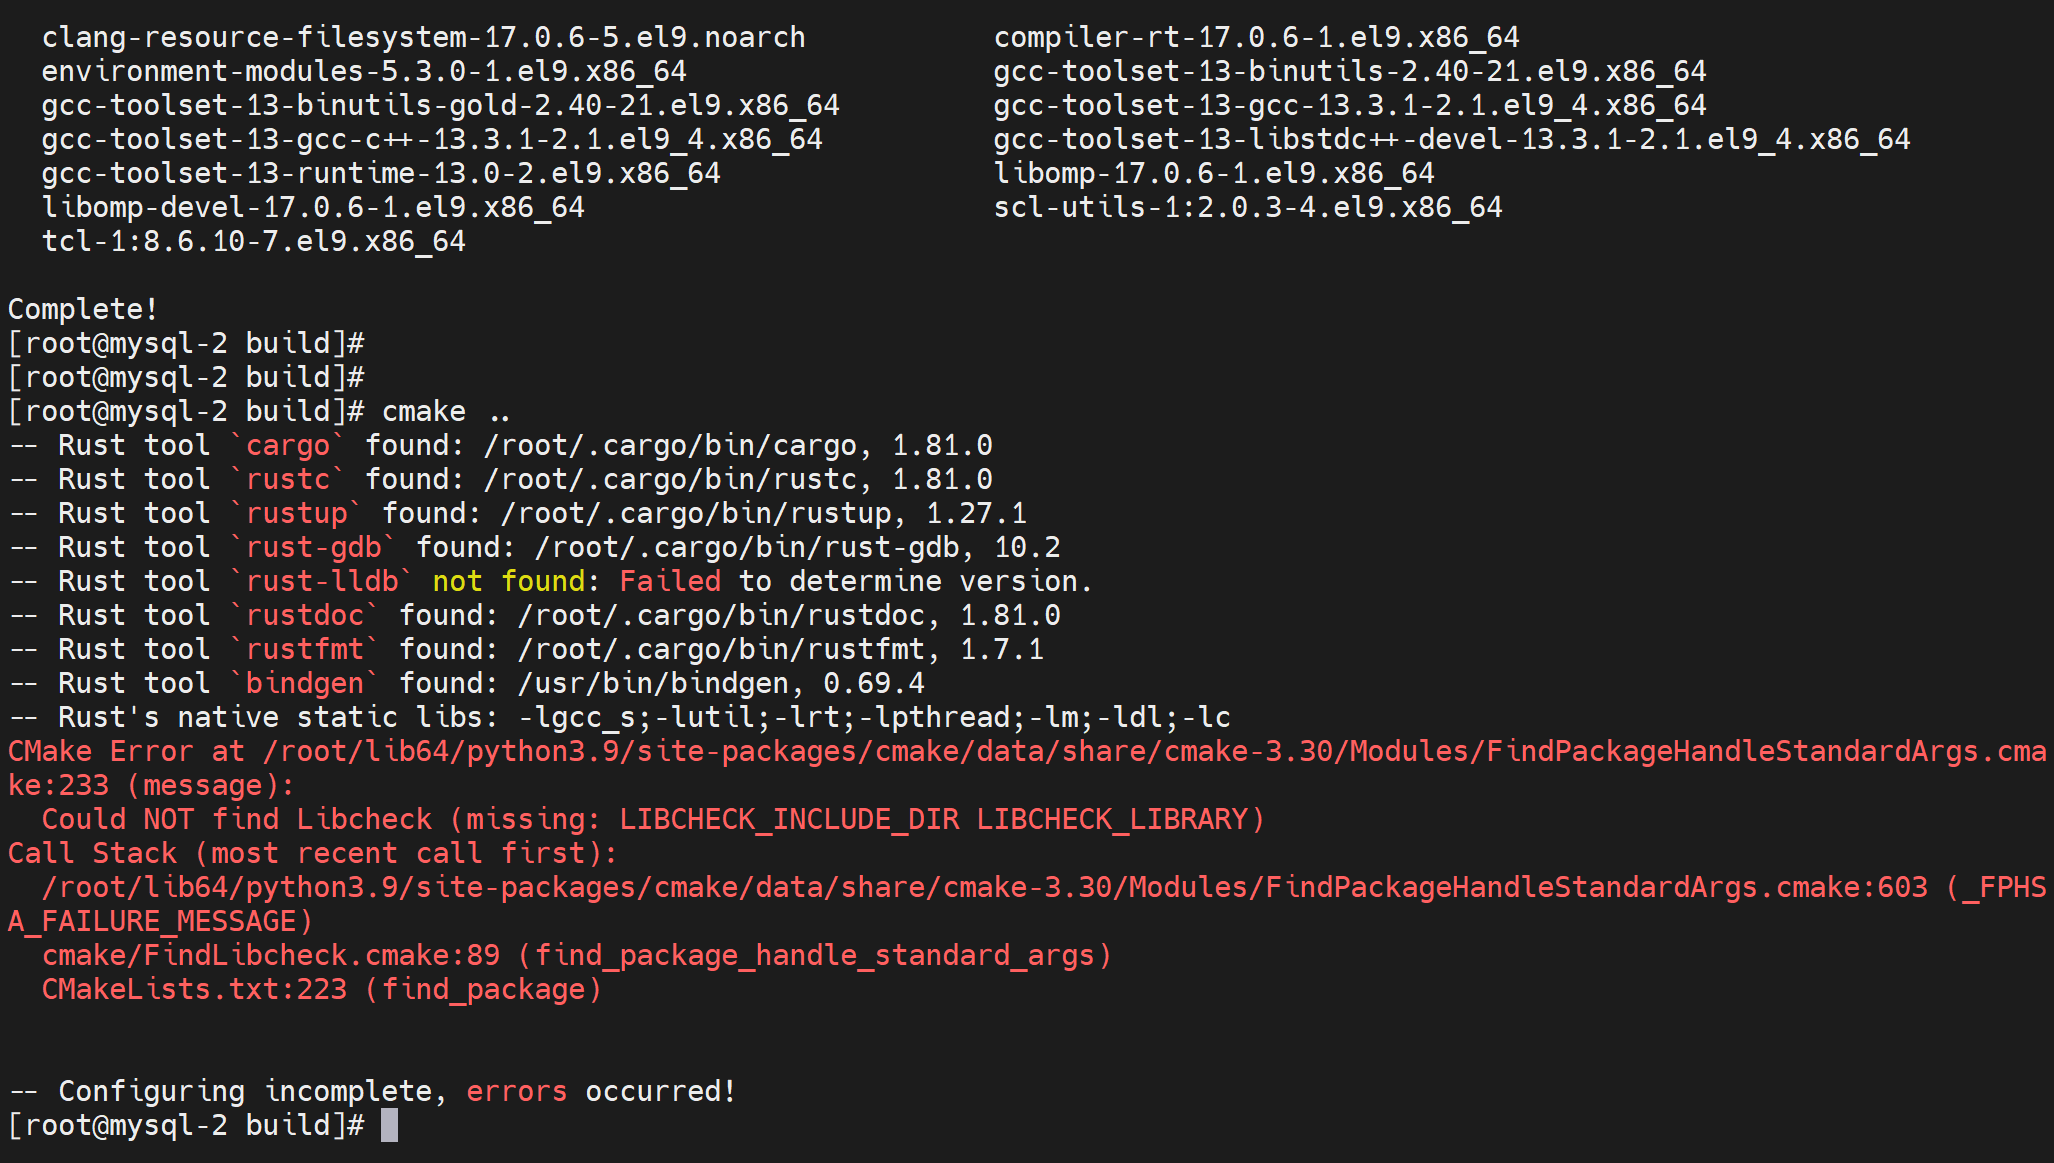 clang-resource-filesystem-17.0.6-5.el9.noarch compiler-rt-17.0.6-1.el9.x86_64
environment-modules-5.3.0-1.el9.x86_64 gcc-toolset-13-binutils-2.40-21.el9.x86_64
gcc-toolset-13-binutils-gold-2.40-21.el9.x86_64 gcc-toolset-13-gcc-13.3.1-2.1.el9_4.x86_64
gcc-toolset-13-gcc-c++-13.3.1-2.1.el9_4.x86_64 gcc-toolset-13-libstdc++-devel-13.3.1-2.1.el9_4.x86_64
gcc-toolset-13-runtime-13.0-2.el9.x86_64 libomp-17.0.6-1.el9.x86_64
libomp-devel-17.0.6-1.el9.x86_64 scl-utils-1:2.0.3-4.el9.x86_64
tcl-1:8.6.10-7.el9.x86_64
Complete!
[root@mysql-2 build]#
[root@mysql-2 build]#
[root@mysql-2 build]# cmake ..
-- Rust tool `cargo` found: /root/.cargo/bin/cargo, 1.81.0
-- Rust tool `rustc` found: /root/.cargo/bin/rustc, 1.81.0
-- Rust tool `rustup` found: /root/.cargo/bin/rustup, 1.27.1
-- Rust tool `rust-gdb` found: /root/.cargo/bin/rust-gdb, 10.2
-- Rust tool `rust-lldb` not found: Failed to determine version.
-- Rust tool `rustdoc` found: /root/.cargo/bin/rustdoc, 1.81.0
-- Rust tool `rustfmt` found: /root/.cargo/bin/rustfmt, 1.7.1
-- Rust tool `bindgen` found: /usr/bin/bindgen, 0.69.4
-- Rust's native static libs: -lgcc_s;-lutil;-lrt;-lpthread;-lm;-ldl;-lc
CMake Error at /root/lib64/python3.9/site-packages/cmake/data/share/cmake-3.30/Modules/FindPackageHandleStandardArgs.cma
ke:233 (message):
Could NOT find Libcheck (missing: LIBCHECK_INCLUDE_DIR LIBCHECK_LIBRARY)
Call Stack (most recent call first):
/root/lib64/python3.9/site-packages/cmake/data/share/cmake-3.30/Modules/FindPackageHandleStandardArgs.cmake:603 (_FPHS
A_FAILURE_MESSAGE)
cmake/FindLibcheck.cmake:89 (find_package_handle_standard_args)
CMakeLists.txt:223 (find_package)
-- Configuring incomplete, errors occurred!
[root@mysql-2 build]#